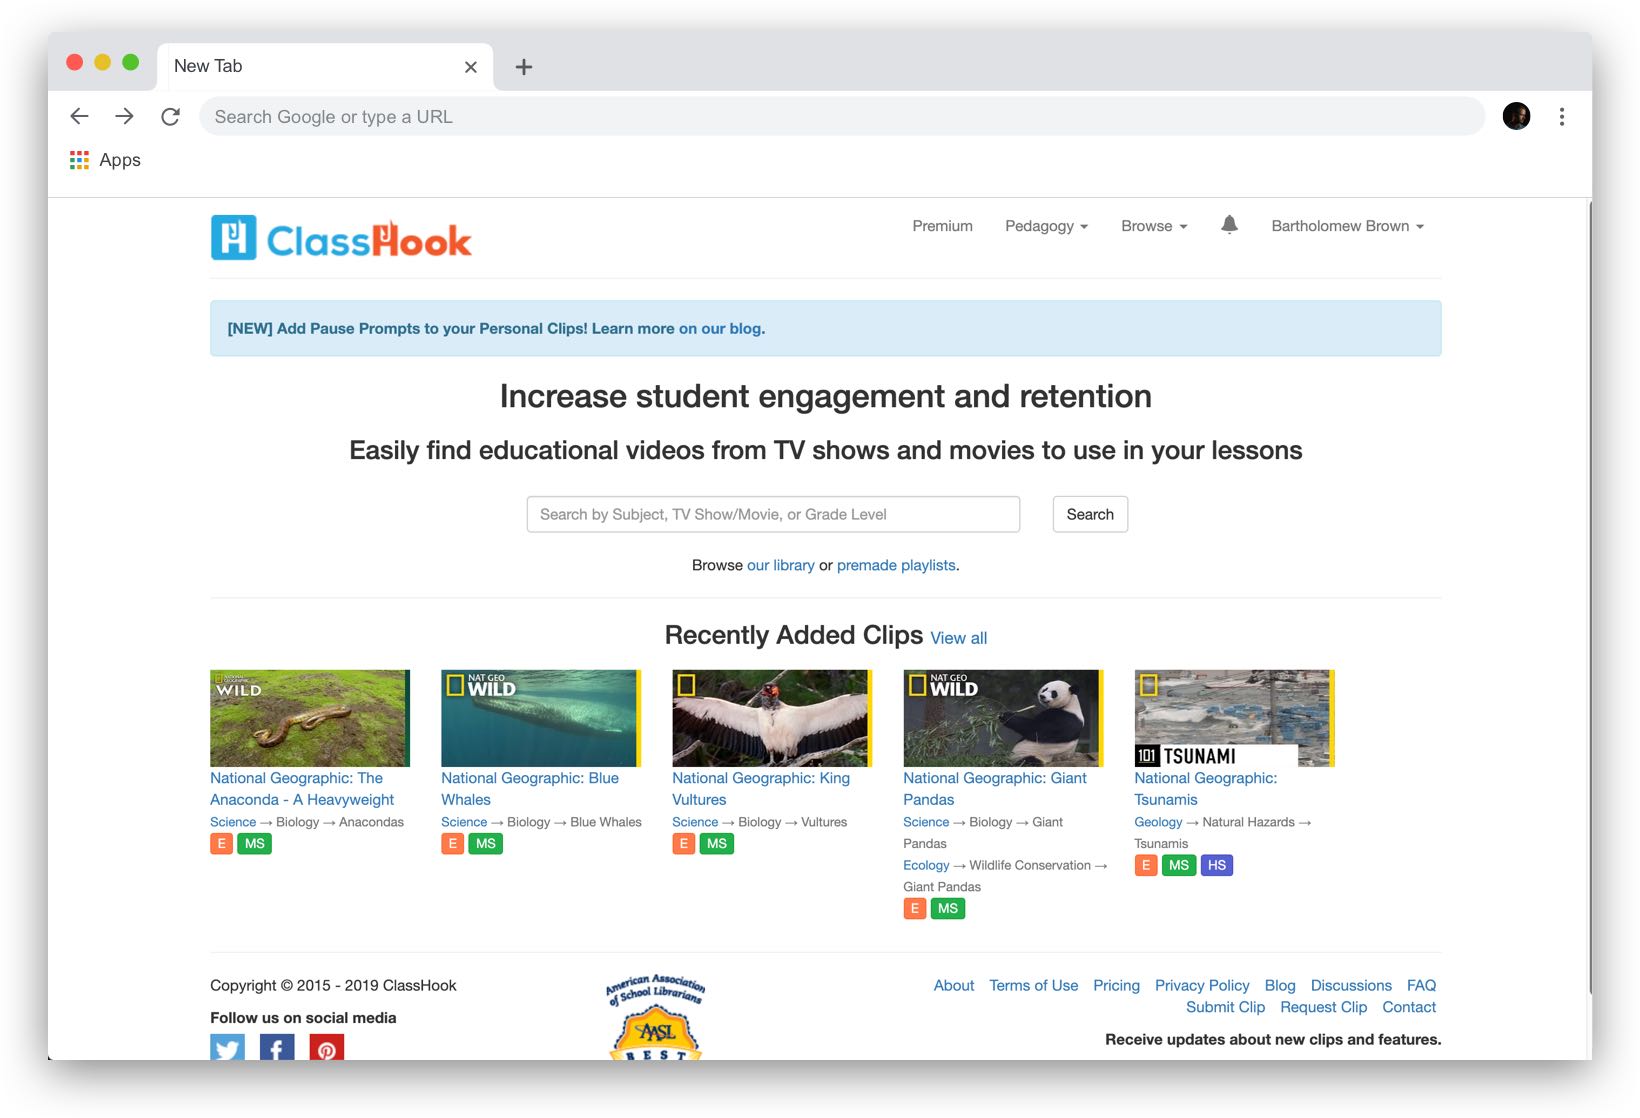 New Tab
Search Google or type a URL
Apps
ClassHook
Premium
Pedagogy
Browse
Bartholomew Brown
[NEW] Add Pause Prompts to your Personal Clips! Learn more on our blog.
Increase student engagement and retention
Easily find educational videos from TV shows and movies to use in your lessons
Search by Subject, TV Show/Movie, or Grade Level
Search
Browse our library or premade playlists.
Recently Added Clips View all
NATIONAL GEOGRAPHIC
WILD
National Geographic: The
Anaconda - A Heavyweight
Science → Biology → Anacondas
E MS
NAT GEO
WILD
National Geographic: Blue
Whales
Science → Biology → Blue Whales
E MS
National Geographic: King
Vultures
Science → Biology → Vultures
E MS
NAT GEO
WILD
National Geographic: Giant
Pandas
Science → Biology → Giant
Pandas
Ecology → Wildlife Conservation →
Giant Pandas
E MS
101 TSUNAMI
National Geographic:
Tsunamis
Geology → Natural Hazards →
Tsunamis
E MS HS
Copyright © 2015 - 2019 ClassHook
Follow us on social media
American Association
of School Librarians
AASL
BEST
About Terms of Use Pricing Privacy Policy Blog Discussions FAQ
Submit Clip Request Clip Contact
Receive updates about new clips and features.